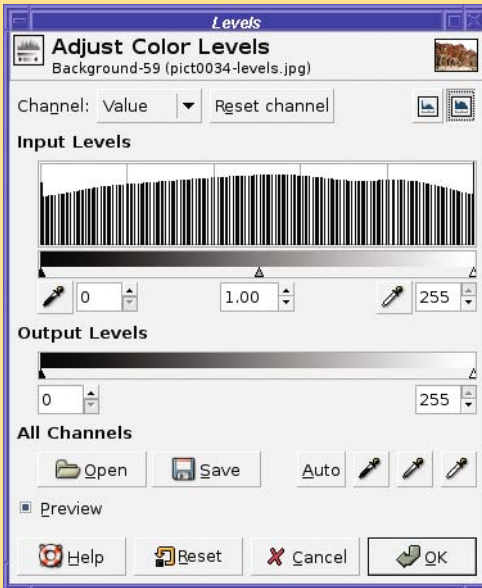 Levels
Adjust Color Levels
Background-59 (pict0034-levels.jpg)
Channel: Value Reset channel
Input Levels
0 1.00 255
Output Levels
0 255
All Channels
Open Save Auto
Preview
Help Reset Cancel OK